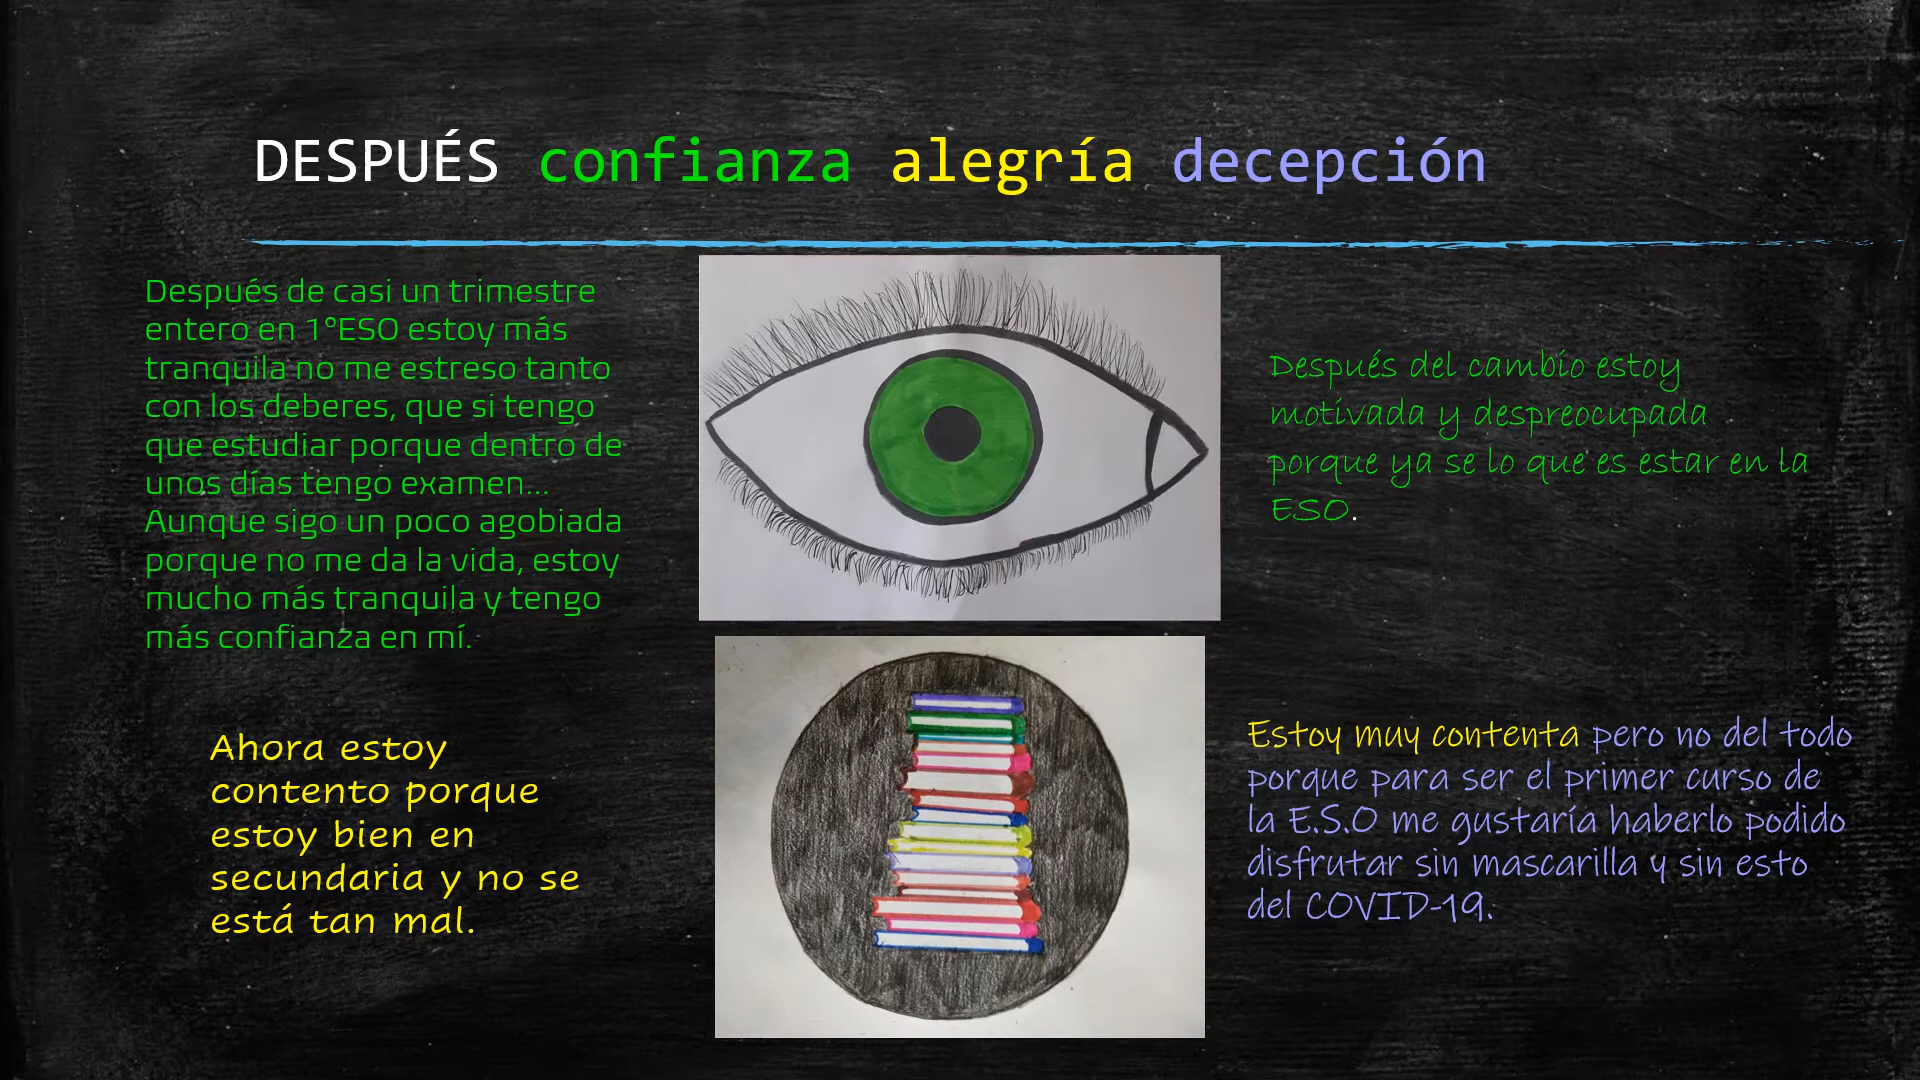 DESPUÉS confianza alegría decepción
Después de casi un trimestre
entero en 1ºESO estoy más
tranquila no me estreso tanto
con los deberes, que si tengo
que estudiar porque dentro de
unos días tengo examen...
Aunque sigo un poco agobiada
porque no me da la vida, estoy
mucho más tranquila y tengo
más confianza en mí.
Después del cambio estoy
motivada y despreocupada
porque ya se lo que es estar en la
ESO.
Ahora estoy
contento porque
estoy bien en
secundaria y no se
está tan mal.
Estoy muy contenta pero no del todo
porque para ser el primer curso de
la E.S.O me gustaría haberlo podido
disfrutar sin mascarilla y sin esto
del COVID-19.